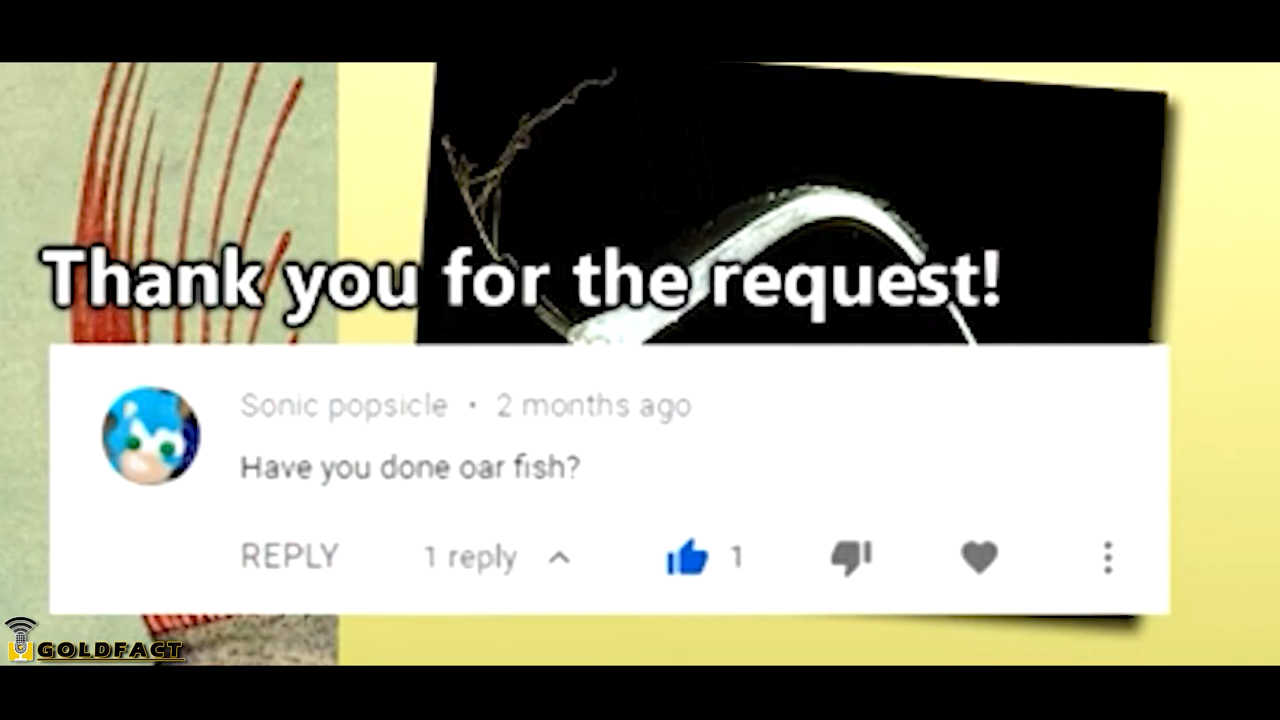 Thank you for the request!
Sonic popsicle • 2 months ago
Have you done oar fish?
REPLY 1 reply 1
GOLDFACT